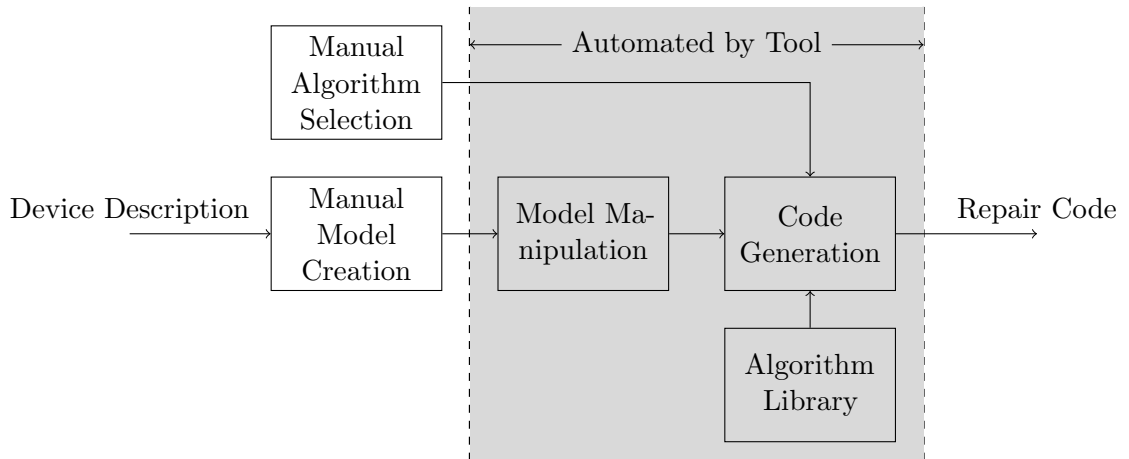 Manual
Algorithm
Selection
Automated by Tool
Device Description
Manual
Model
Creation
Model Ma-
nipulation
Code
Generation
Repair Code
Algorithm
Library